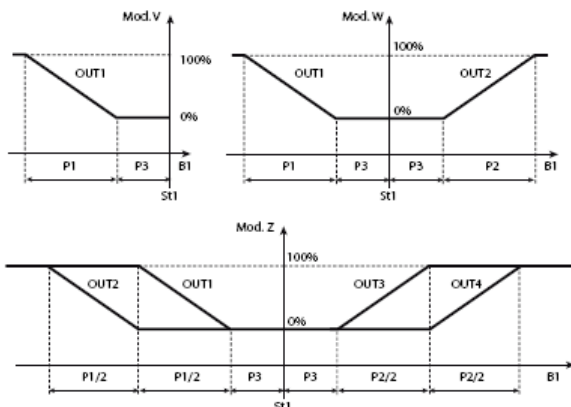 Mod. V
100%
OUT1
0%
P1 P3 B1
St1
Mod. W
100%
OUT1 OUT2
0%
P1 P3 P3 P2 B1
St1
Mod. Z
100%
OUT2 OUT1 OUT3 OUT4
0%
P1/2 P1/2 P3 P3 P2/2 P2/2 B1
St1